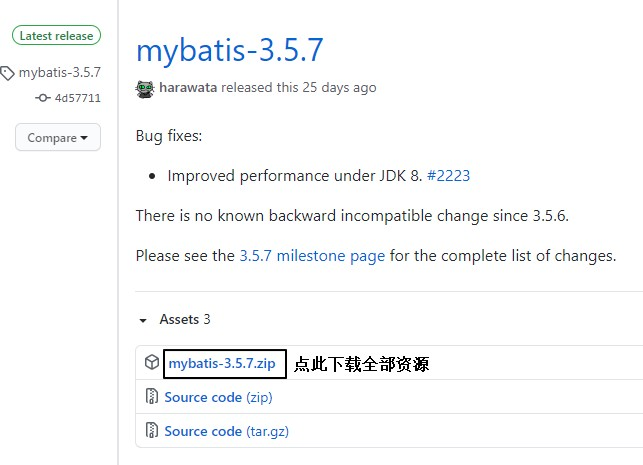 Latest release
mybatis-3.5.7
4d57711
Compare
mybatis-3.5.7
harawata released this 25 days ago
Bug fixes:
• Improved performance under JDK 8. #2223
There is no known backward incompatible change since 3.5.6.
Please see the 3.5.7 milestone page for the complete list of changes.
Assets 3
mybatis-3.5.7.zip 点此下载全部资源
Source code (zip)
Source code (tar.gz)